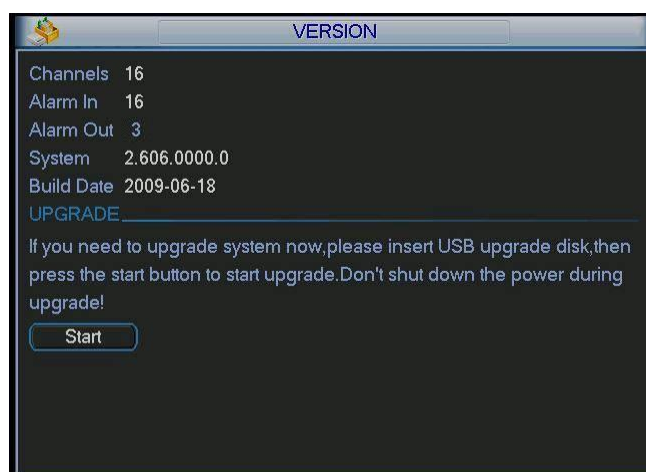 VERSION
Channels 16
Alarm In 16
Alarm Out 3
System 2.606.0000.0
Build Date 2009-06-18
UPGRADE
If you need to upgrade system now,please insert USB upgrade disk,then
press the start button to start upgrade.Don't shut down the power during
upgrade!
Start